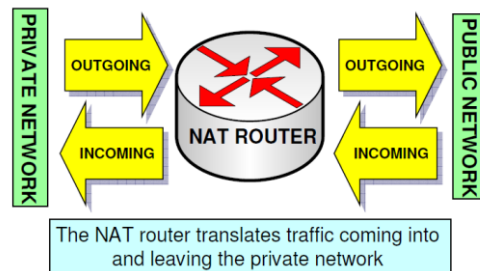 PRIVATE NETWORK
OUTGOING
INCOMING
NAT ROUTER
OUTGOING
INCOMING
PUBLIC NETWORK
The NAT router translates traffic coming into
and leaving the private network